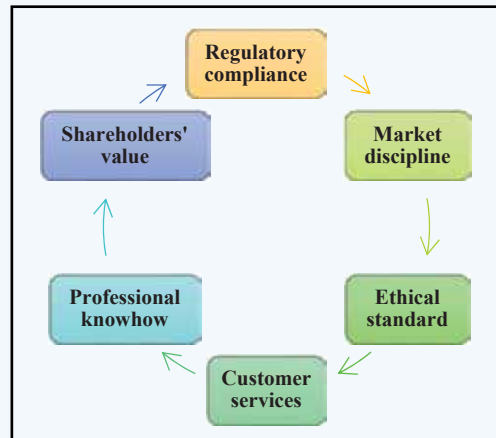 Regulatory
compliance
Market
discipline
Ethical
standard
Customer
services
Professional
knowhow
Shareholders'
value